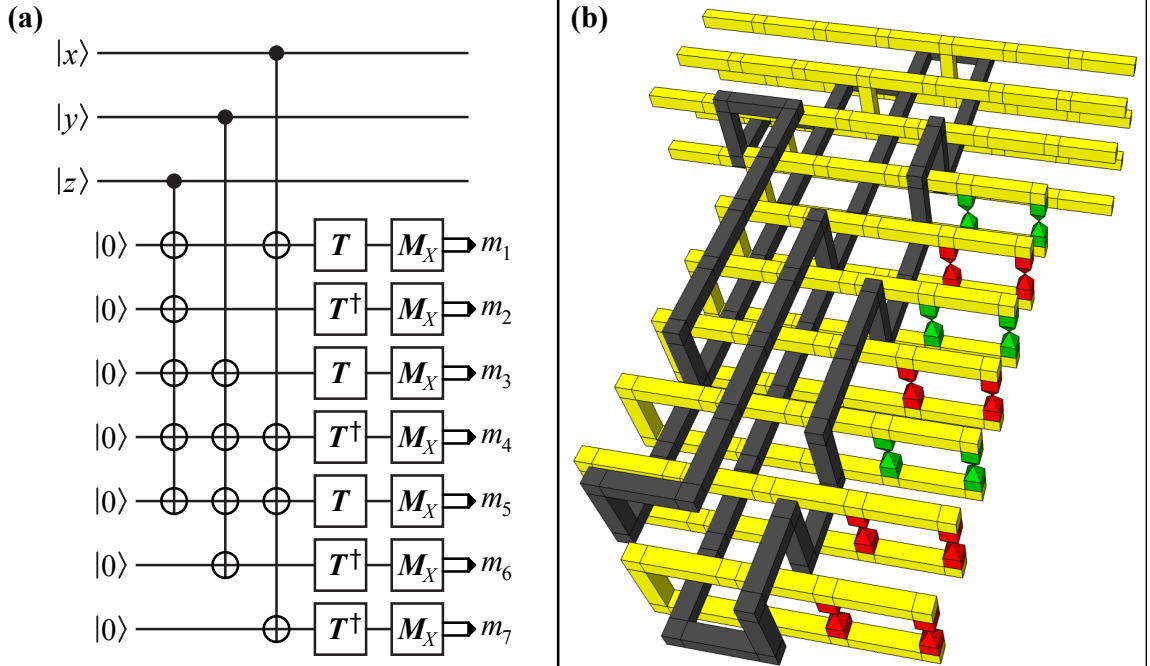 (a) (b)
|x⟩
|y⟩
|z⟩
|0⟩ T M_X m_1
|0⟩ T† M_X m_2
|0⟩ T M_X m_3
|0⟩ T† M_X m_4
|0⟩ T M_X m_5
|0⟩ T† M_X m_6
|0⟩ T† M_X m_7